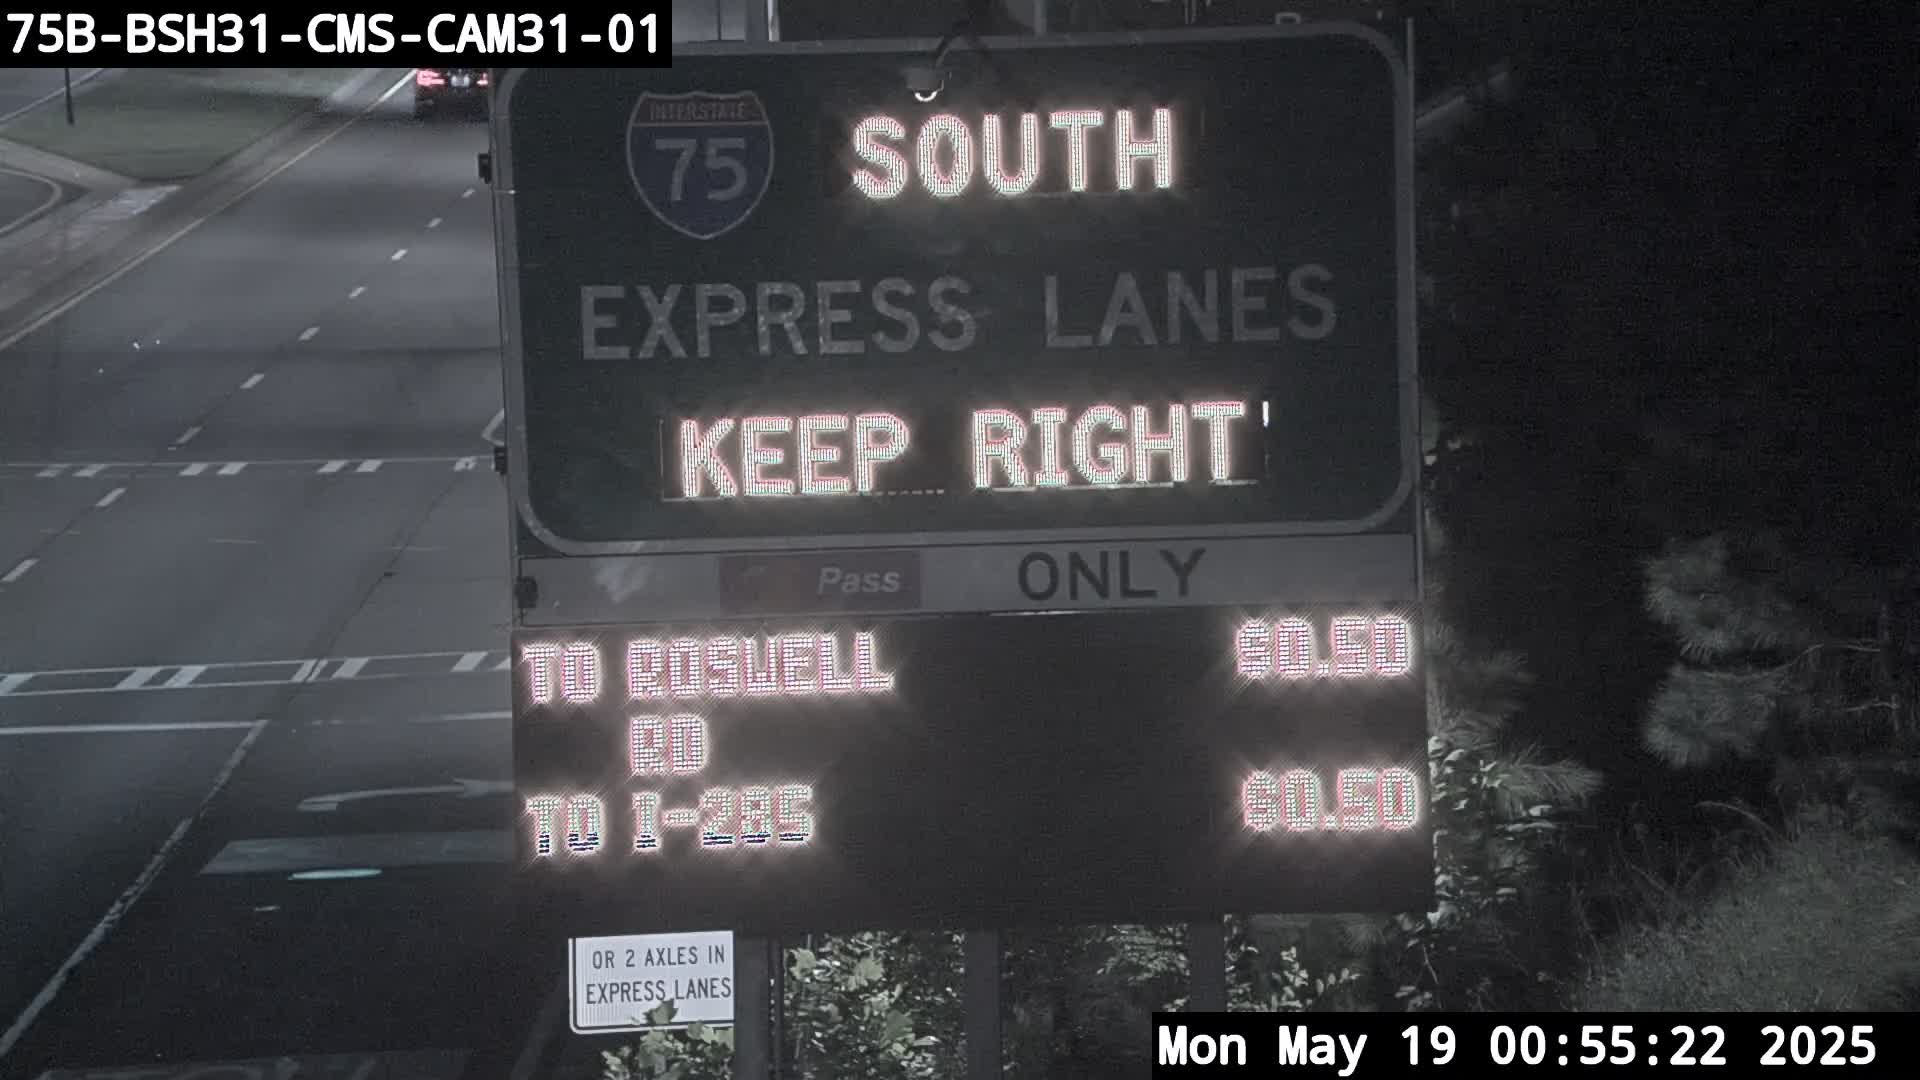 75B-BSH31-CMS-CAM31-01
INTERSTATE
75
SOUTH
EXPRESS LANES
KEEP RIGHT
Pass ONLY
TO ROSWELL $0.50
RD
TO I-285 $0.50
OR 2 AXLES IN
EXPRESS LANES
Mon May 19 00:55:22 2025